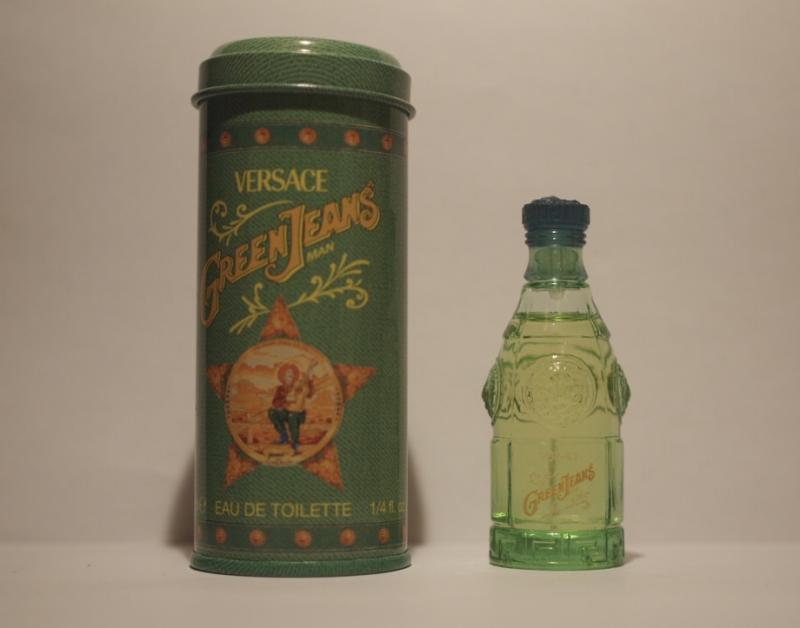 VERSACE
GREEN JEANS
MAN
EAU DE TOILETTE 1/4 fl. oz
GREEN JEANS